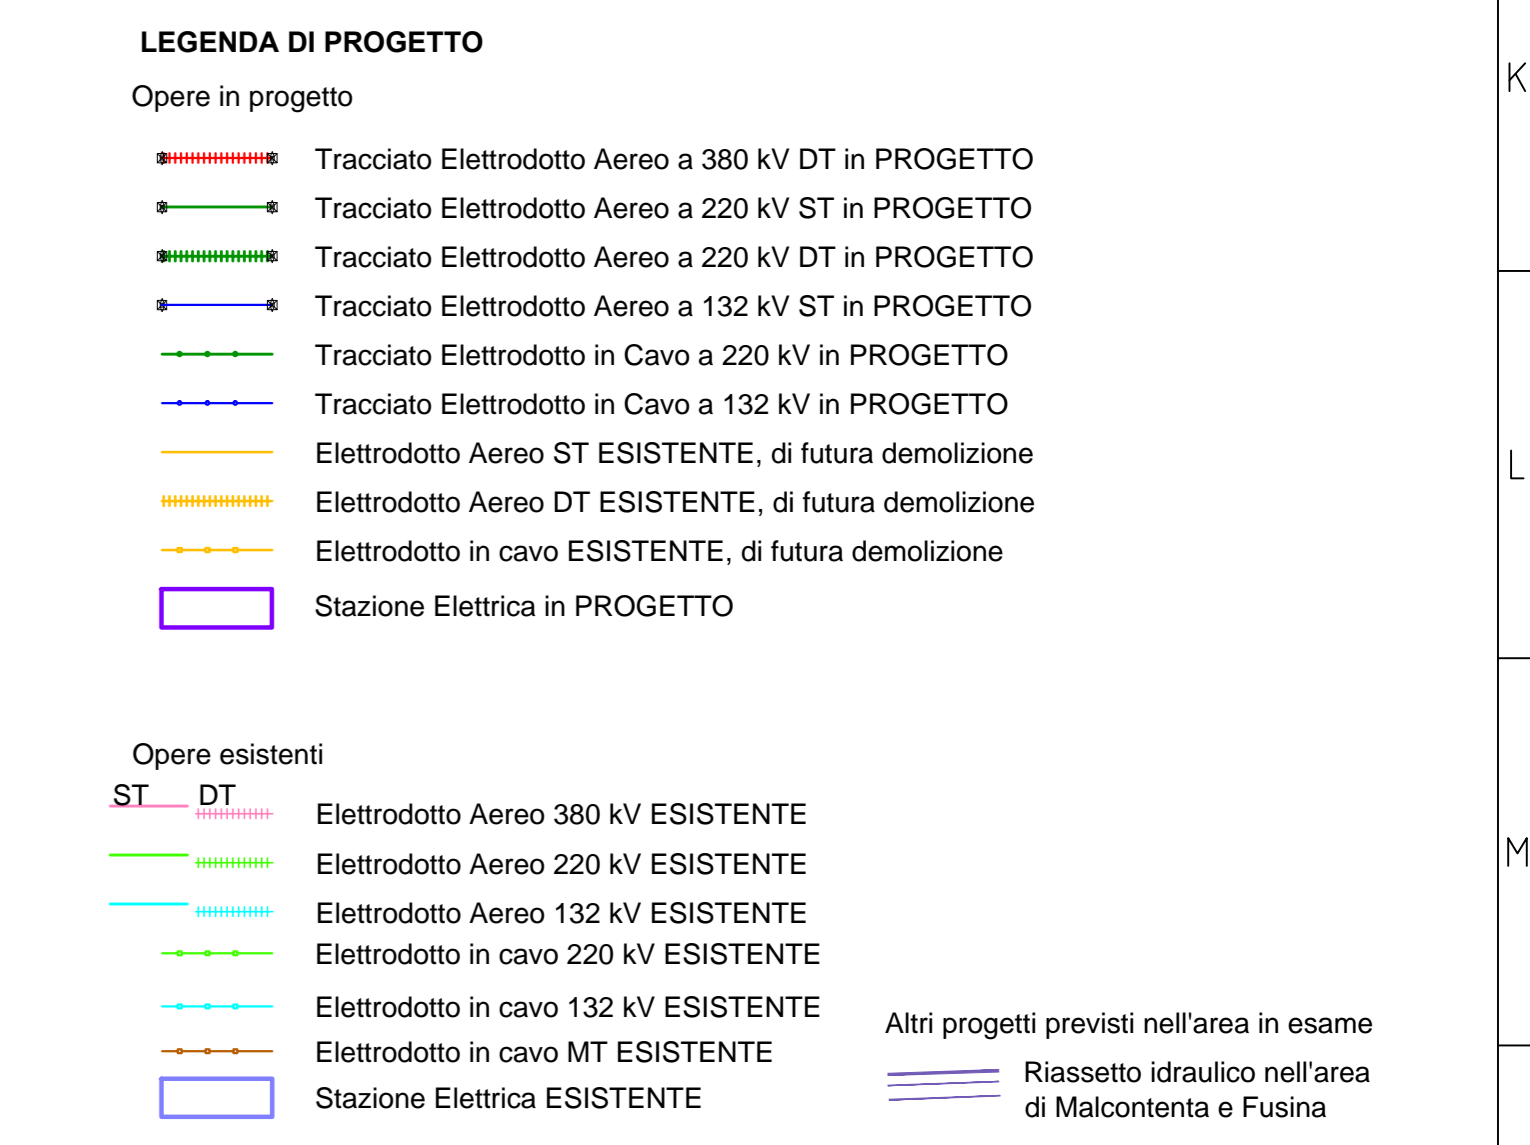 LEGENDA DI PROGETTO
Opere in progetto
Tracciato Elettrodotto Aereo a 380 kV DT in PROGETTO
Tracciato Elettrodotto Aereo a 220 kV ST in PROGETTO
Tracciato Elettrodotto Aereo a 220 kV DT in PROGETTO
Tracciato Elettrodotto Aereo a 132 kV ST in PROGETTO
Tracciato Elettrodotto in Cavo a 220 kV in PROGETTO
Tracciato Elettrodotto in Cavo a 132 kV in PROGETTO
Elettrodotto Aereo ST ESISTENTE, di futura demolizione
Elettrodotto Aereo DT ESISTENTE, di futura demolizione
Elettrodotto in cavo ESISTENTE, di futura demolizione
Stazione Elettrica in PROGETTO
Opere esistenti
ST DT
Elettrodotto Aereo 380 kV ESISTENTE
Elettrodotto Aereo 220 kV ESISTENTE
Elettrodotto Aereo 132 kV ESISTENTE
Elettrodotto in cavo 220 kV ESISTENTE
Elettrodotto in cavo 132 kV ESISTENTE
Elettrodotto in cavo MT ESISTENTE
Stazione Elettrica ESISTENTE
Altri progetti previsti nell'area in esame
Riassetto idraulico nell'area
di Malcontenta e Fusina
K
L
M